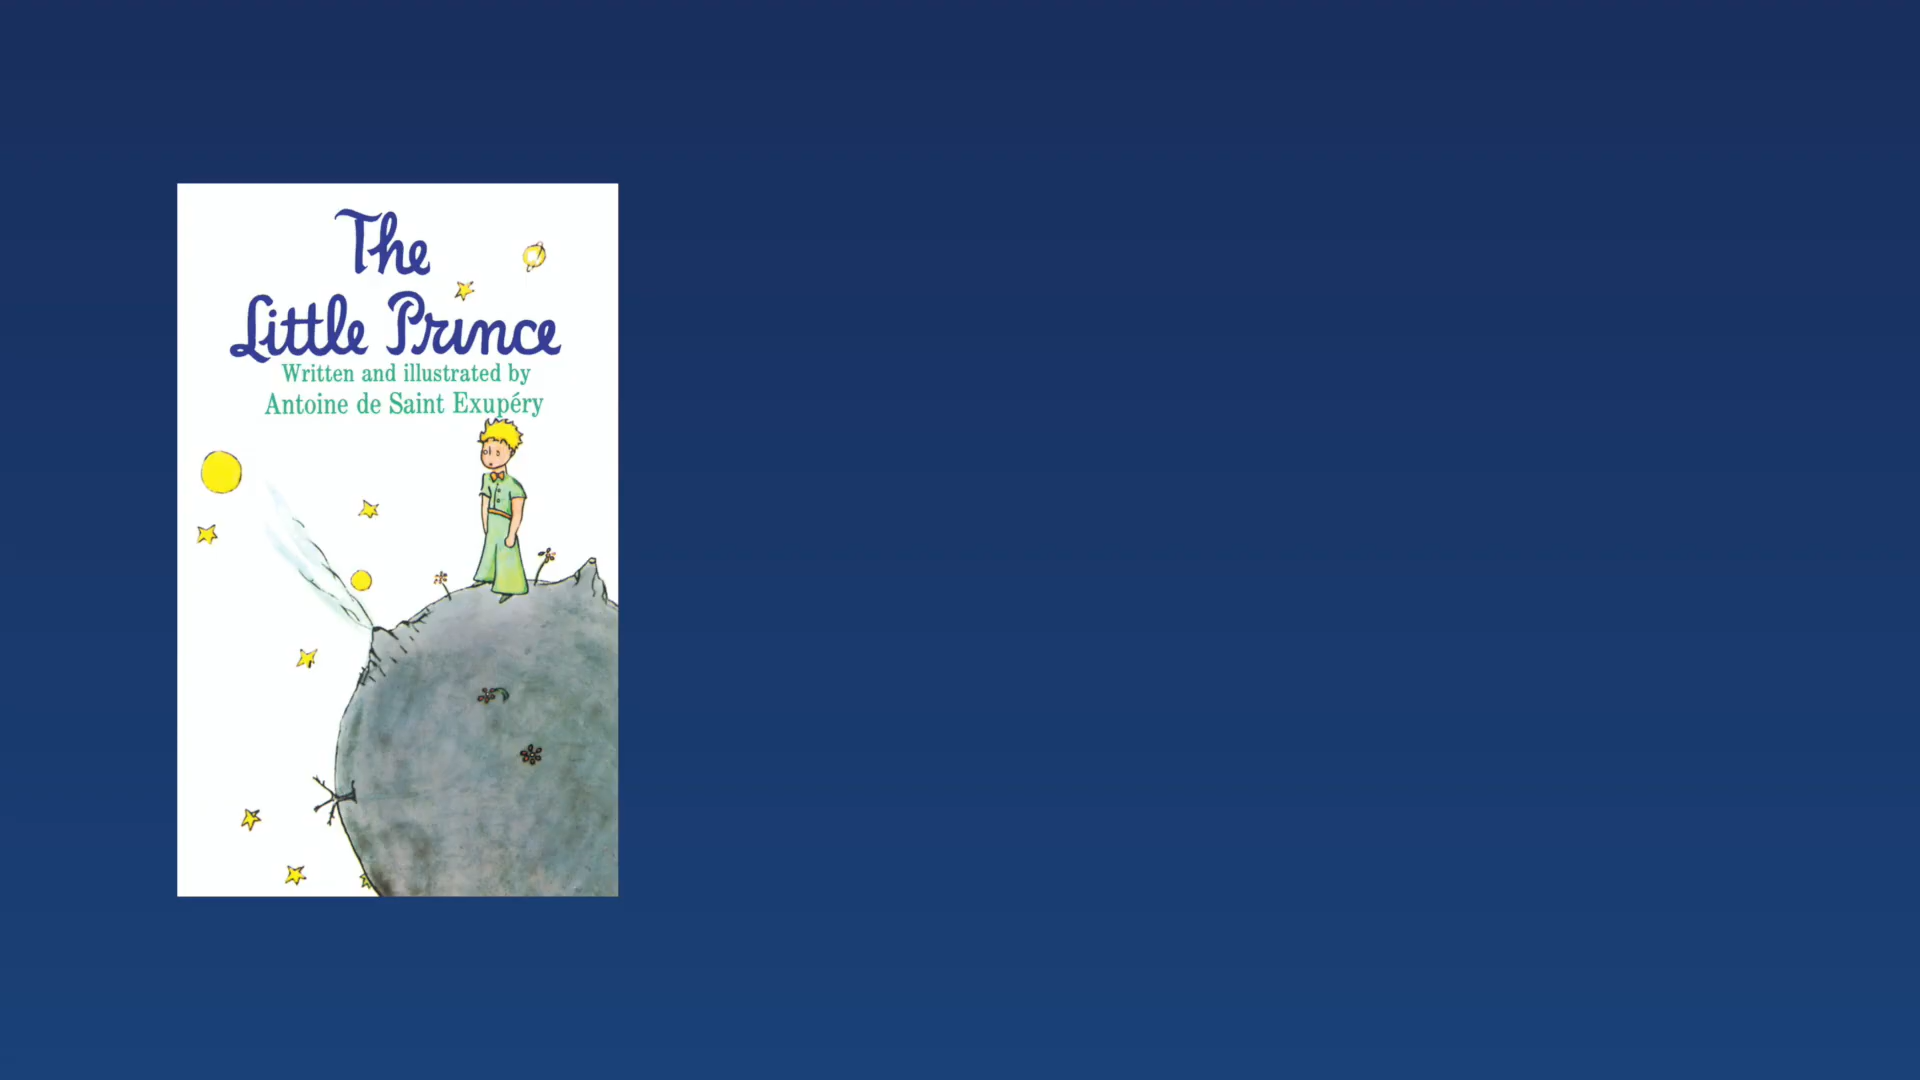 The
Little Prince
Written and illustrated by
Antoine de Saint Exupéry